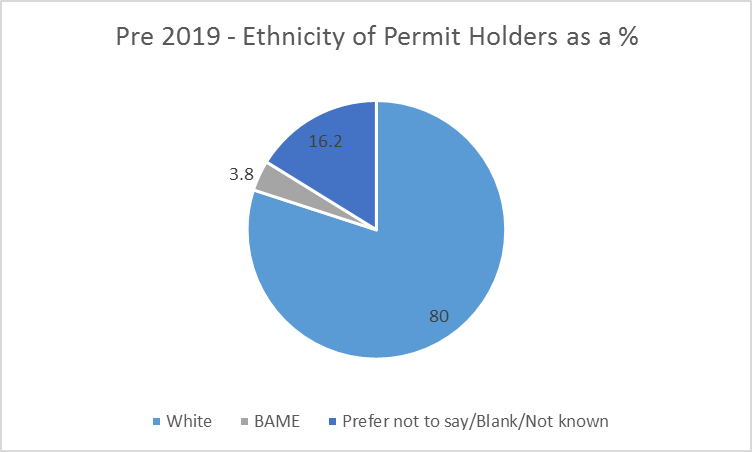 Pre 2019 - Ethnicity of Permit Holders as a %
16.2
3.8
80
White BAME Prefer not to say/Blank/Not known